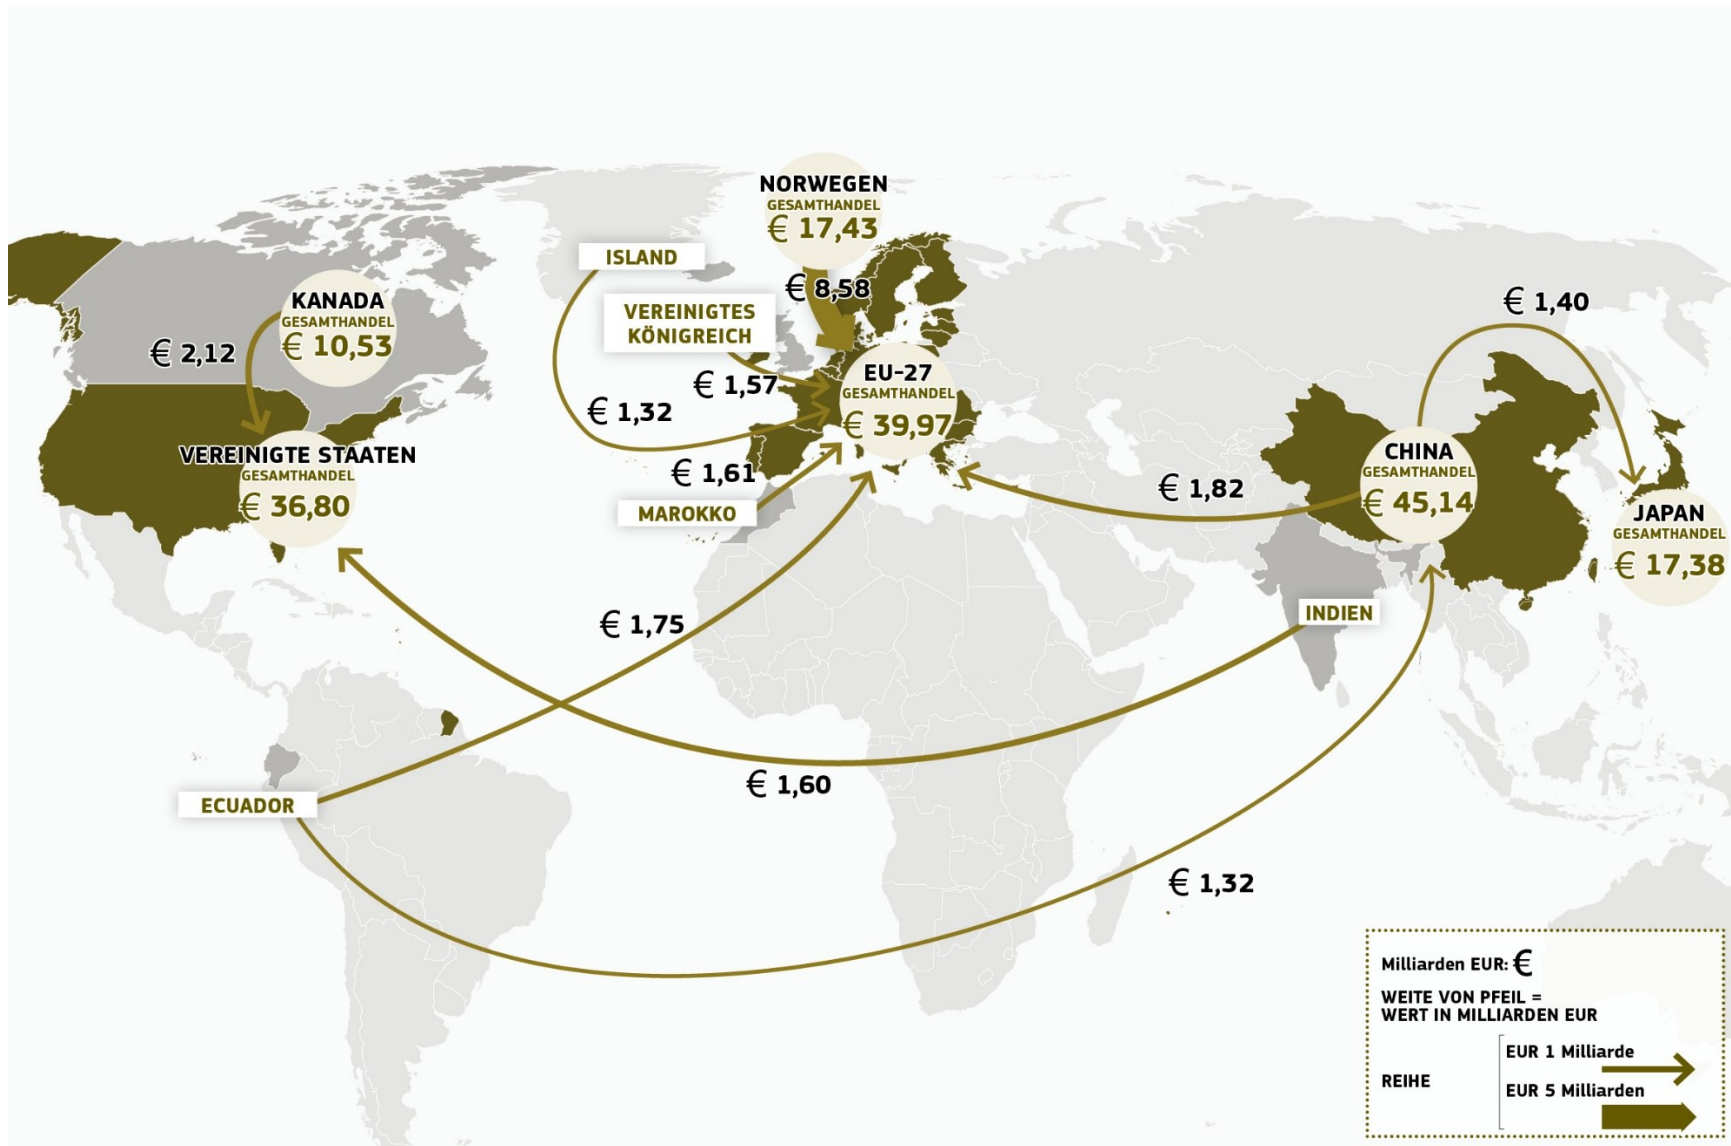 NORWEGEN
GESAMTHANDEL
€ 17,43
ISLAND
€ 8,58
KANADA
GESAMTHANDEL
€ 10,53
VEREINIGTES
KÖNIGREICH
€ 1,40
€ 2,12
EU-27
GESAMTHANDEL
€ 39,97
€ 1,57
€ 1,32
VEREINIGTE STAATEN
GESAMTHANDEL
€ 36,80
€ 1,61
MAROKKO
€ 1,82
CHINA
GESAMTHANDEL
€ 45,14
JAPAN
GESAMTHANDEL
€ 17,38
€ 1,75
INDIEN
€ 1,60
ECUADOR
€ 1,32
Milliarden EUR: €
WEITE VON PFEIL =
WERT IN MILLIARDEN EUR
REIHE
EUR 1 Milliarde
EUR 5 Milliarden